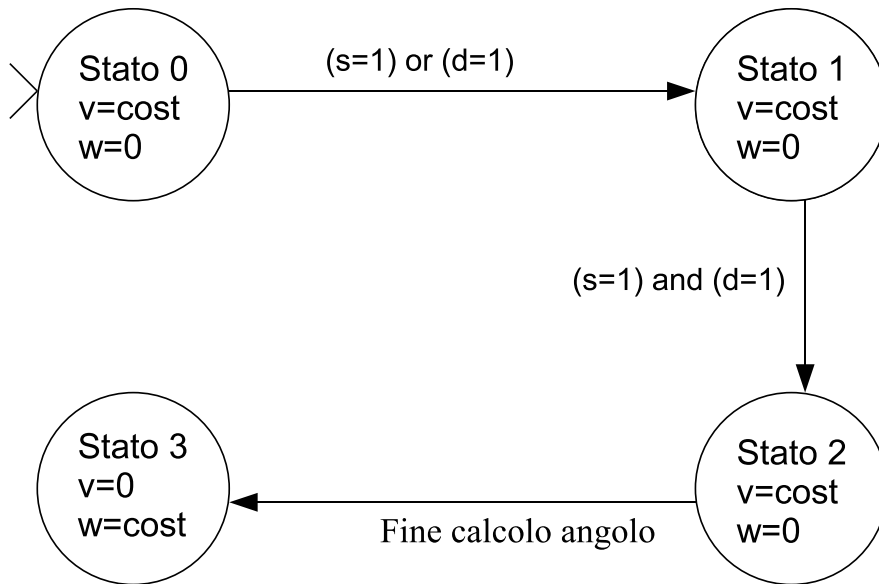 Stato 0
v=cost
w=0
(s=1) or (d=1)
Stato 1
v=cost
w=0
(s=1) and (d=1)
Stato 2
v=cost
w=0
Fine calcolo angolo
Stato 3
v=0
w=cost